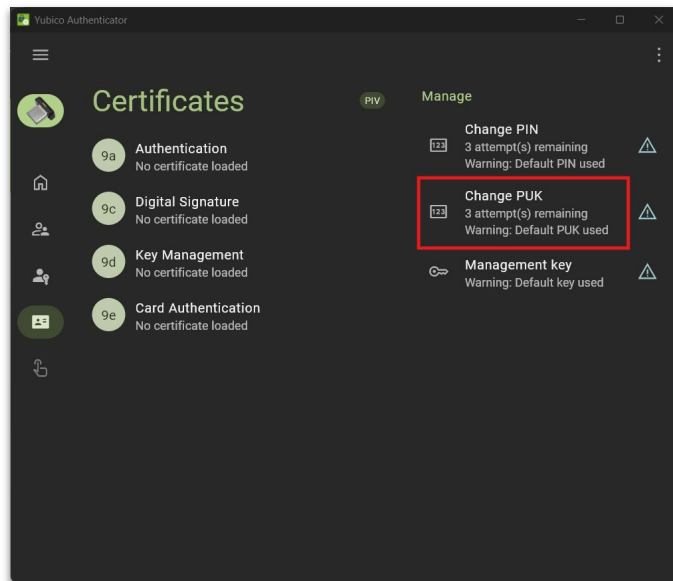 Yubico Authenticator
Certificates
PIV
9a
Authentication
No certificate loaded
9c
Digital Signature
No certificate loaded
9d
Key Management
No certificate loaded
9e
Card Authentication
No certificate loaded
Manage
123
Change PIN
3 attempt(s) remaining
Warning: Default PIN used
123
Change PUK
3 attempt(s) remaining
Warning: Default PUK used
Management key
Warning: Default key used